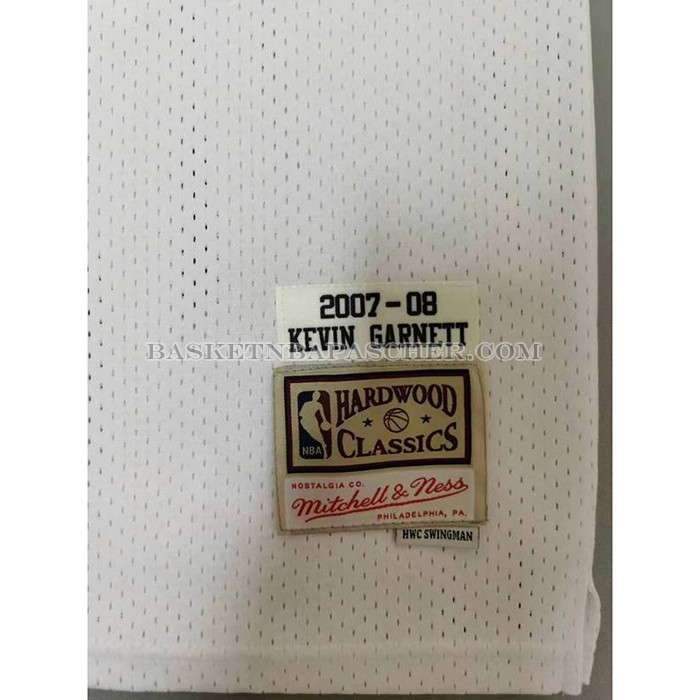 2007-08
KEVIN GARNETT
BASKETNBAPASCHER.COM
HARDWOOD
CLASSICS
NBA
NOSTALGIA CO.
Mitchell & Ness
PHILADELPHIA, PA.
HWC SWINGMAN